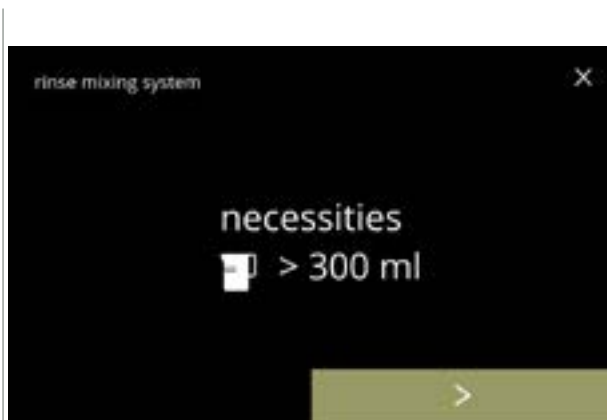 rinse mixing system
necessities
> 300 ml
>